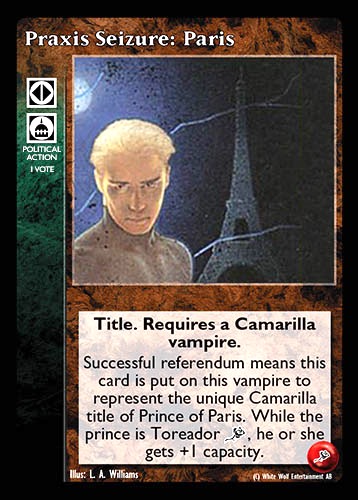 Praxis Seizure: Paris
POLITICAL
ACTION
1 VOTE
Title. Requires a Camarilla
vampire.
Successful referendum means this
card is put on this vampire to
represent the unique Camarilla
title of Prince of Paris. While the
prince is Toreador , he or she
gets +1 capacity.
Illus: L. A. Williams
(C) White Wolf Entertainment AB